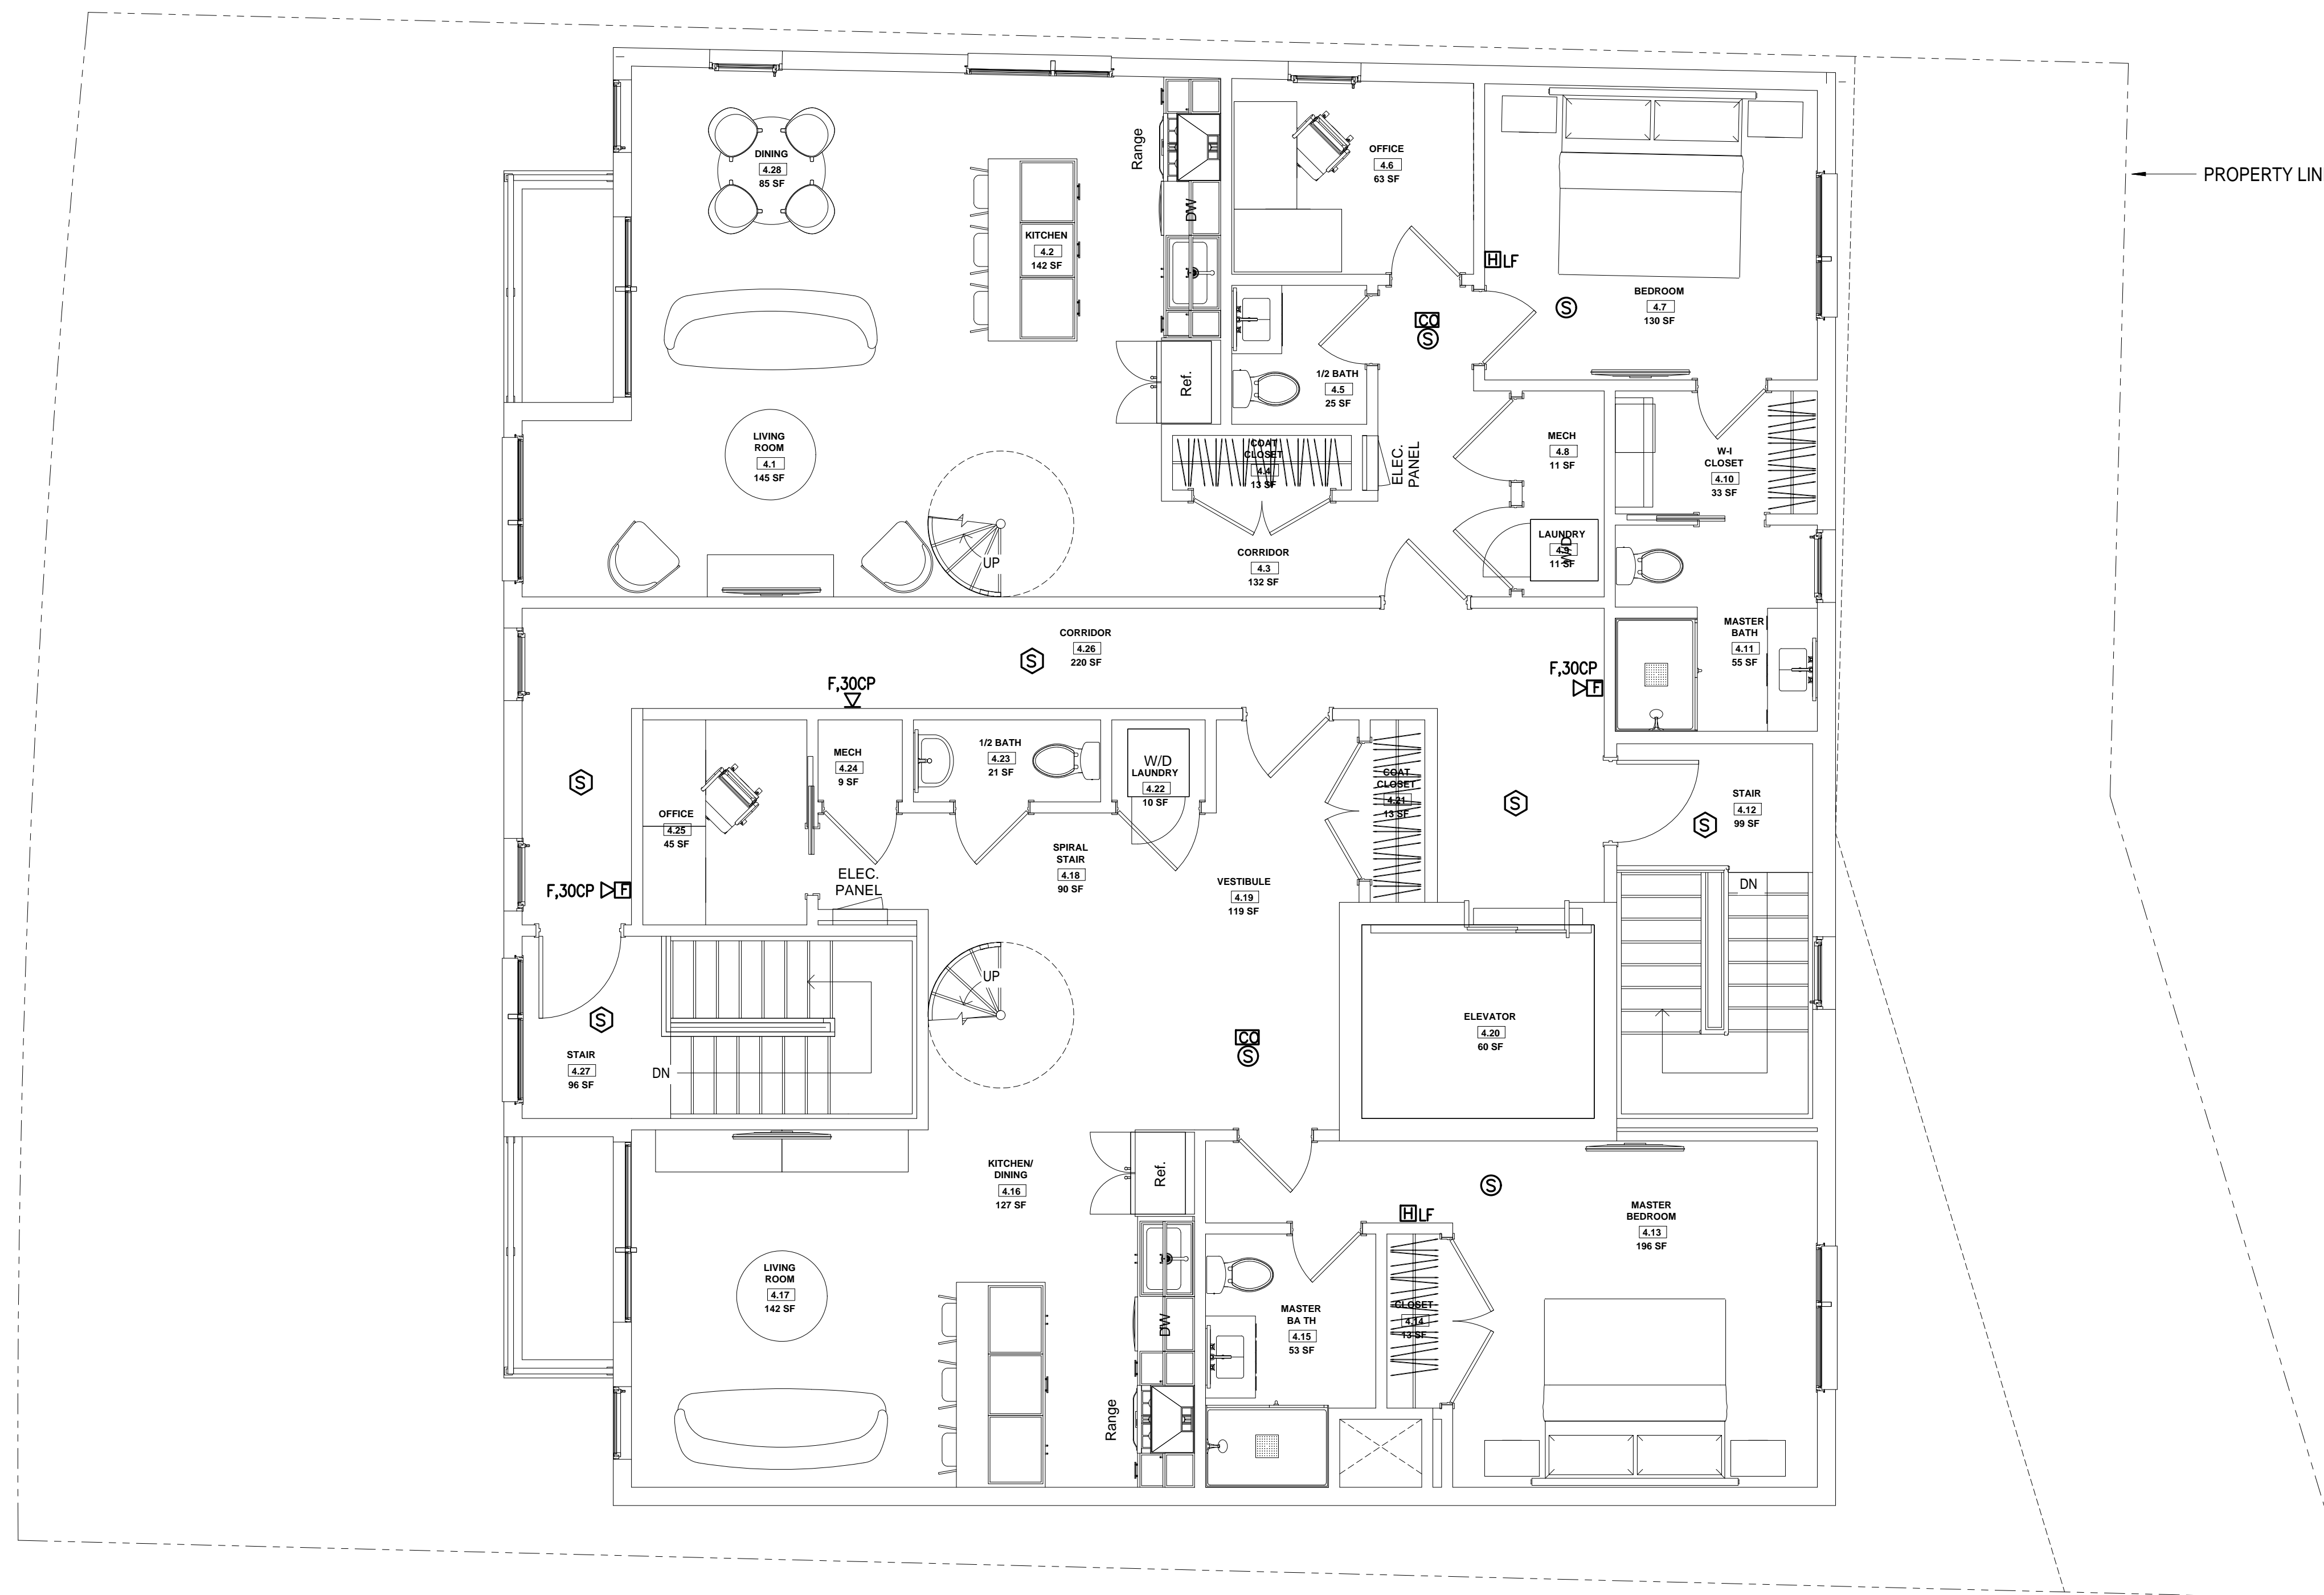 PROPERTY LIN
DINING
4.28
85 SF
Range
OFFICE
4.6
63 SF
DW
KITCHEN
4.2
142 SF
H LF
BEDROOM
4.7
130 SF
S
CO
S
Ref.
1/2 BATH
4.5
25 SF
LIVING
ROOM
4.1
145 SF
COAT
CLOSET
4.4
13 SF
ELEC.
PANEL
MECH
4.8
11 SF
W-I
CLOSET
4.10
33 SF
UP
CORRIDOR
4.3
132 SF
LAUNDRY
4.9
11 SF
W/D
CORRIDOR
4.26
220 SF
S
MASTER
BATH
4.11
55 SF
F,30CP
F,30CP
F
MECH
4.24
9 SF
1/2 BATH
4.23
21 SF
W/D
LAUNDRY
4.22
10 SF
COAT
CLOSET
4.21
13 SF
S
S
STAIR
4.12
99 SF
S
OFFICE
4.25
45 SF
ELEC.
PANEL
SPIRAL
STAIR
4.18
90 SF
VESTIBULE
4.19
119 SF
F,30CP
F
DN
UP
S
CO
S
ELEVATOR
4.20
60 SF
STAIR
4.27
96 SF
DN
KITCHEN/
DINING
4.16
127 SF
Ref.
S
H LF
MASTER
BEDROOM
4.13
196 SF
LIVING
ROOM
4.17
142 SF
DW
MASTER
BA TH
4.15
53 SF
CLOSET
4.14
13 SF
Range